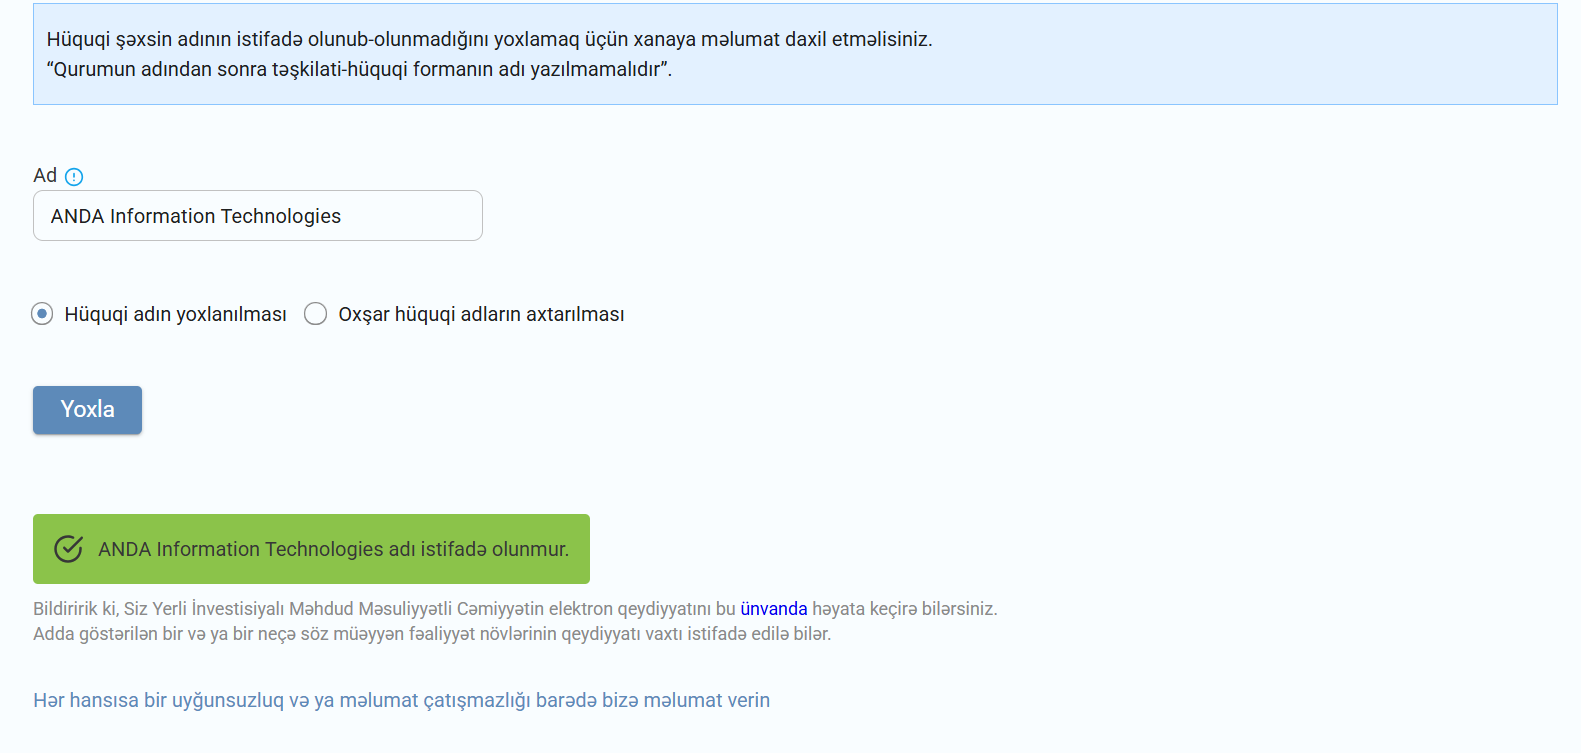 Hüquqi şəxsin adının istifadə olunub-olunmadığını yoxlamaq üçün xanaya məlumat daxil etməlisiniz.
“Qurumun adından sonra təşkilati-hüquqi formanın adı yazılmamalıdır”.
Ad
ANDA Information Technologies
Hüquqi adın yoxlanılması
Oxşar hüquqi adların axtarılması
Yoxla
ANDA Information Technologies adı istifadə olunmur.
Bildiririk ki, Siz Yerli İnvestisiyalı Məhdud Məsuliyyətli Cəmiyyətin elektron qeydiyyatını bu ünvanda həyata keçirə bilərsiniz.
Adda göstərilən bir və ya bir neçə söz müəyyən fəaliyyət növlərinin qeydiyyatı vaxtı istifadə edilə bilər.
Hər hansısa bir uyğunsuzluq və ya məlumat çatışmazlığı barədə bizə məlumat verin